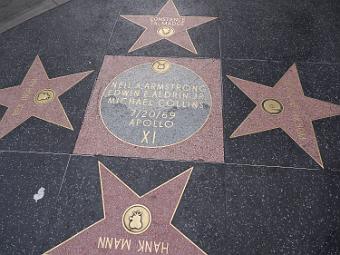 CONSTANCE
TALMADGE
NEIL A. ARMSTRONG
EDWIN E. ALDRIN JR.
MICHAEL COLLINS
7/20/69
APOLLO
XI
HANK MANN